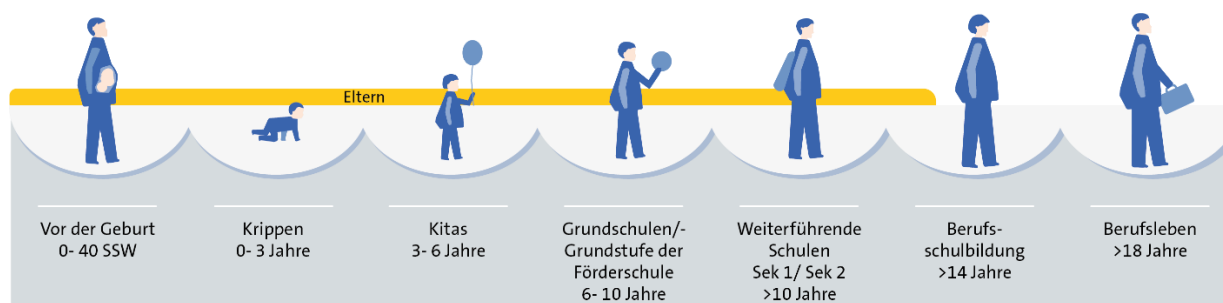 Eltern
Vor der Geburt
0- 40 SSW
Krippen
0- 3 Jahre
Kitas
3- 6 Jahre
Grundschulen/-
Grundstufe der
Förderschule
6- 10 Jahre
Weiterführende
Schulen
Sek 1/ Sek 2
>10 Jahre
Berufs-
schulbildung
>14 Jahre
Berufsleben
>18 Jahre